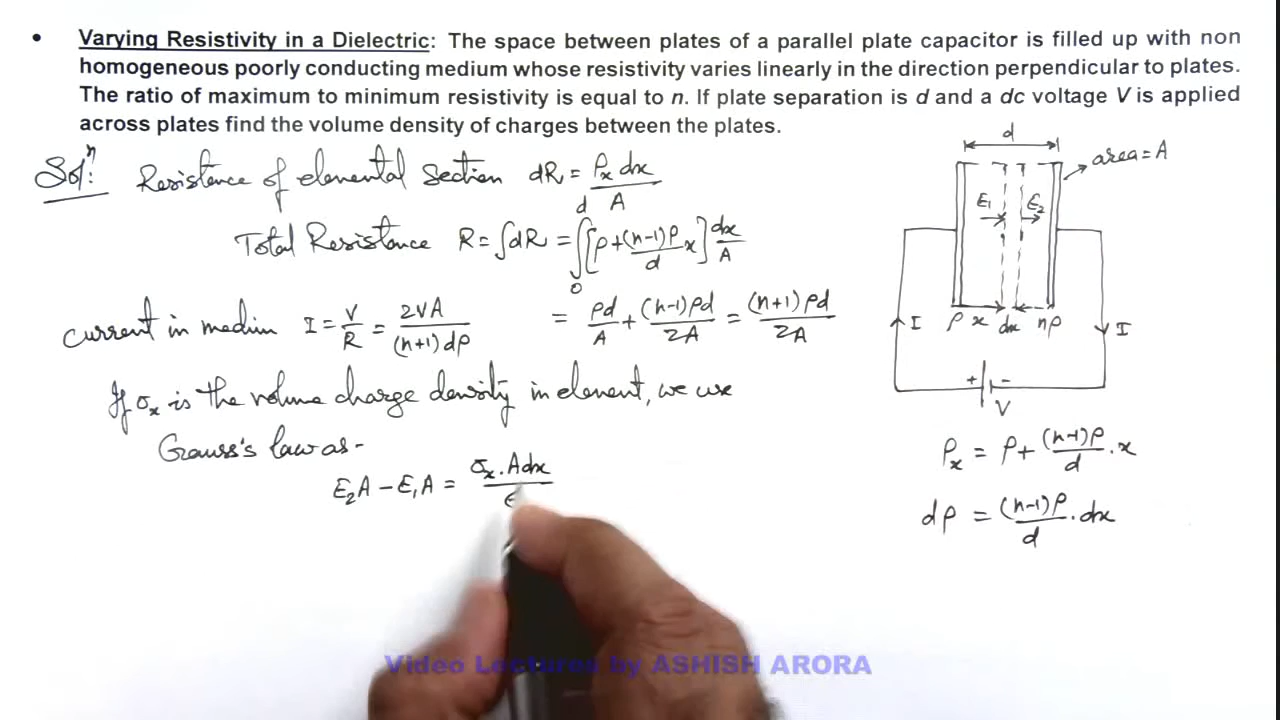 • Varying Resistivity in a Dielectric: The space between plates of a parallel plate capacitor is filled up with non
homogeneous poorly conducting medium whose resistivity varies linearly in the direction perpendicular to plates.
The ratio of maximum to minimum resistivity is equal to n. If plate separation is d and a dc voltage V is applied
across plates find the volume density of charges between the plates.
Solⁿ: Resistance of elemental Section dR = ρₓ dx / A
Total Resistance R = ∫dR = ∫₀ᵈ [ρ + (n-1)ρ/d x] dx/A
= ρd/A + (n-1)ρd/2A = (n+1)ρd/2A
Current in medium I = V/R = 2VA/(n+1)dρ
If σₓ is the volume charge density in element, we use
Gauss's law as -
E₂A - E₁A = σₓ. Adx / ϵ
d
area = A
E₁ E₂
ρ x dx nρ
I I
+ -
V
ρₓ = ρ + (n-1)ρ/d . x
dρ = (n-1)ρ/d . dx
Video Lectures by ASHISH ARORA